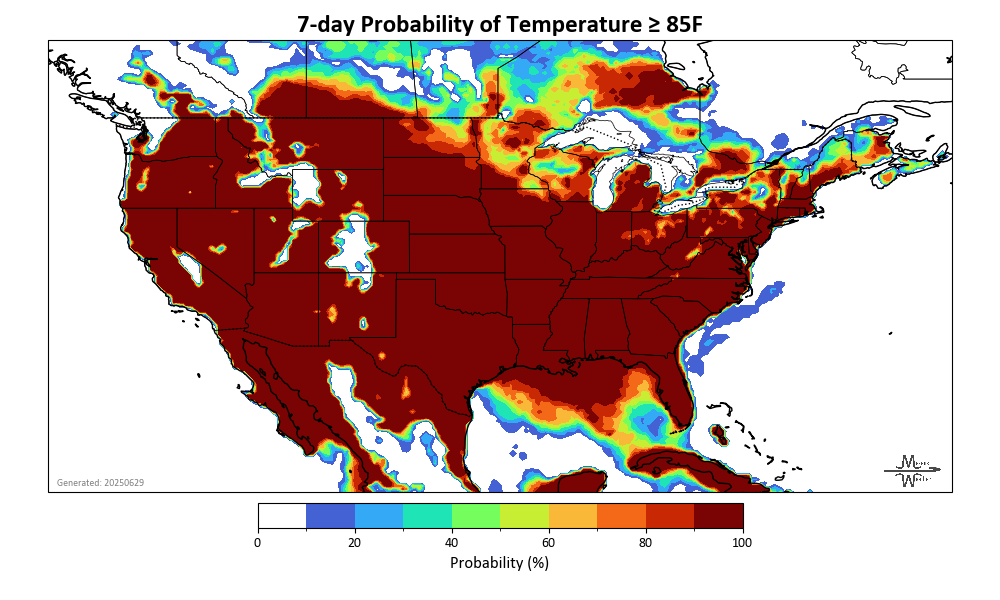 7-day Probability of Temperature ≥ 85F
Generated: 20250629
0 20 40 60 80 100
Probability (%)